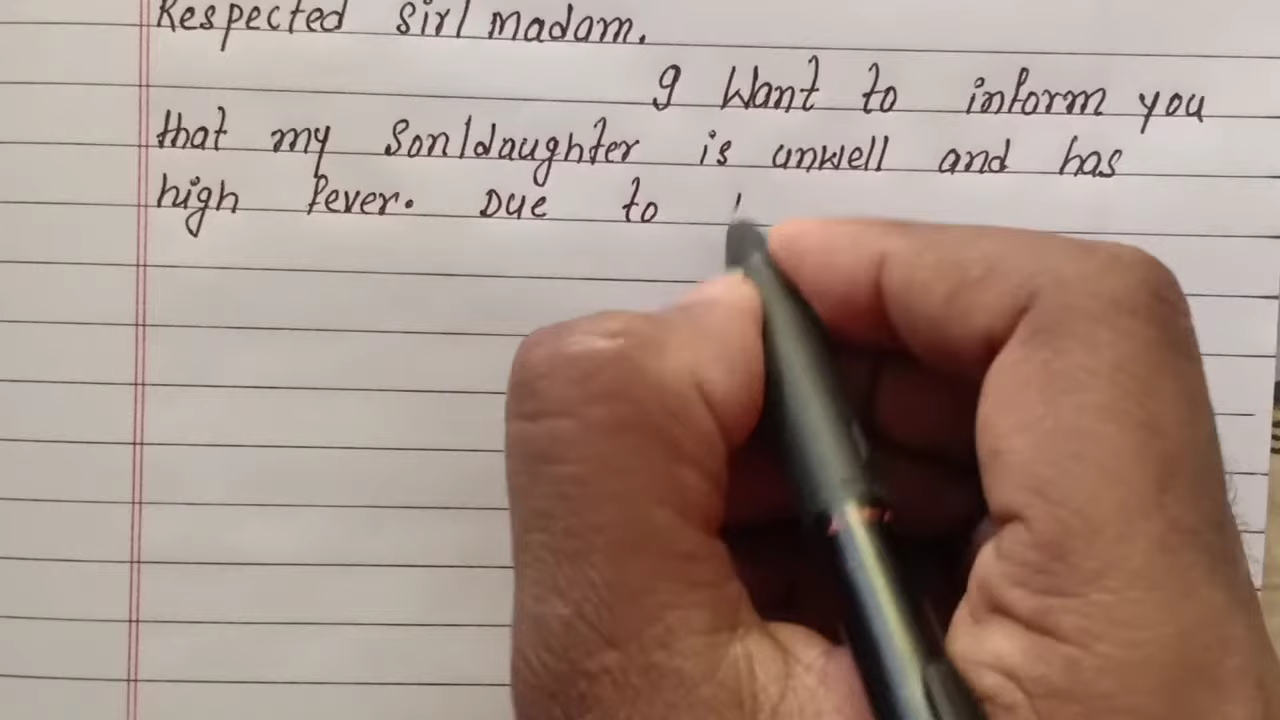 Respected Sir/madam.
I Want to inform you
that my Son/daughter is unwell and has
high fever. Due to